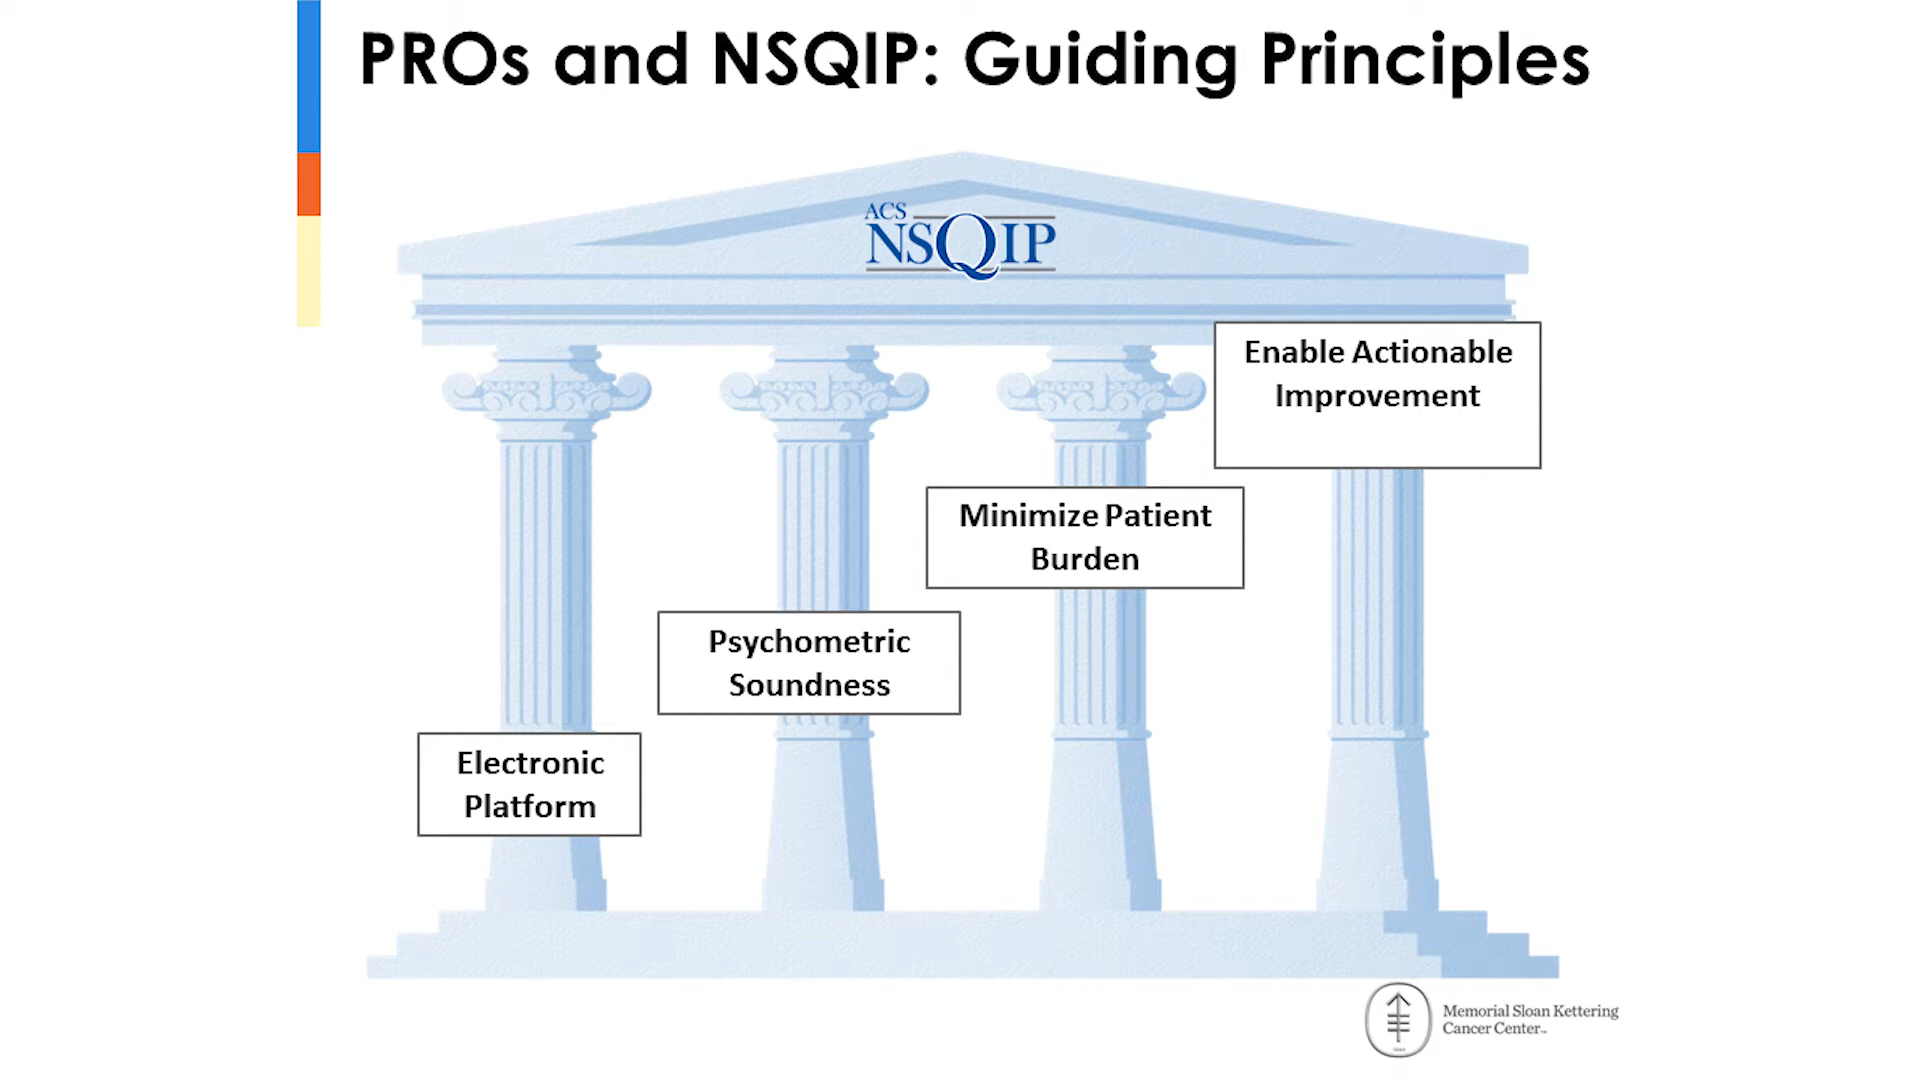 PROs and NSQIP: Guiding Principles
ACS
NSQIP
Enable Actionable
Improvement
Minimize Patient
Burden
Psychometric
Soundness
Electronic
Platform
Memorial Sloan Kettering
Cancer Center™